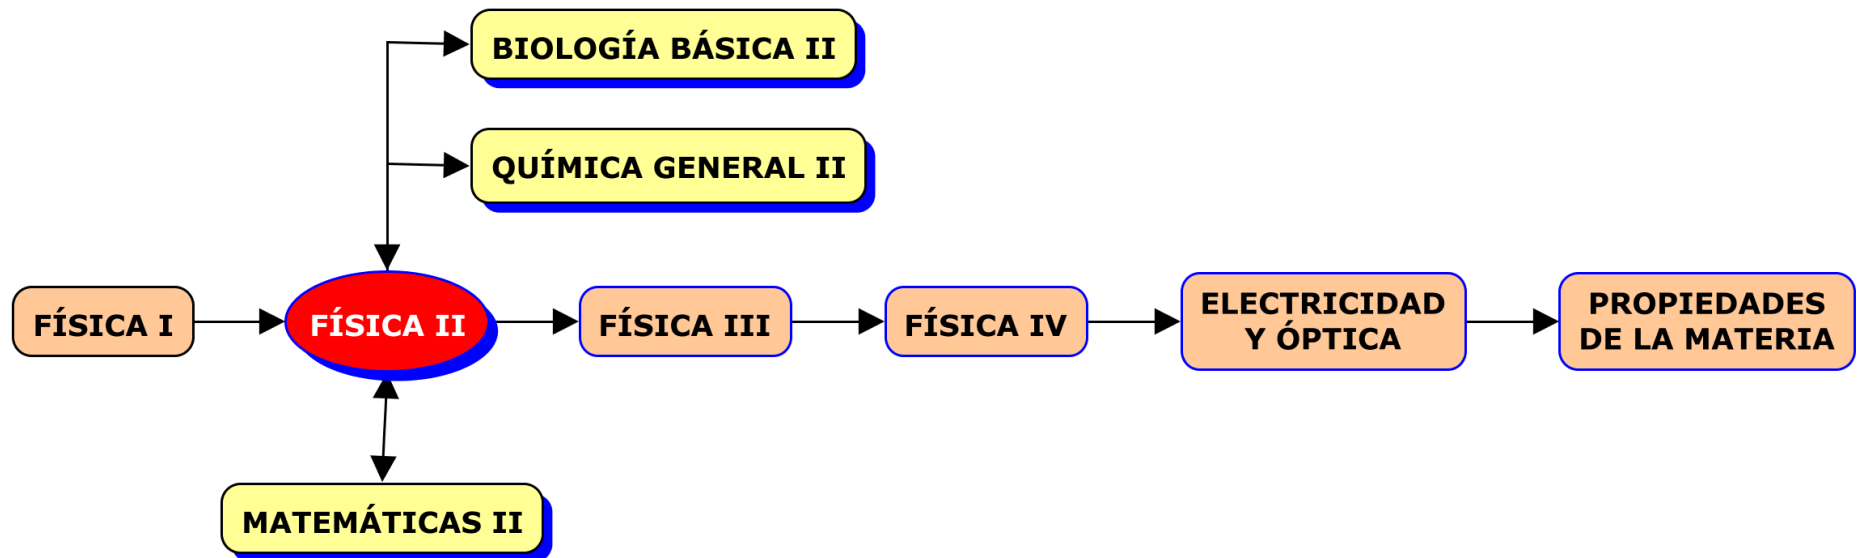 BIOLOGÍA BÁSICA II
QUÍMICA GENERAL II
FÍSICA I
FÍSICA II
FÍSICA III
FÍSICA IV
ELECTRICIDAD
Y ÓPTICA
PROPIEDADES
DE LA MATERIA
MATEMÁTICAS II